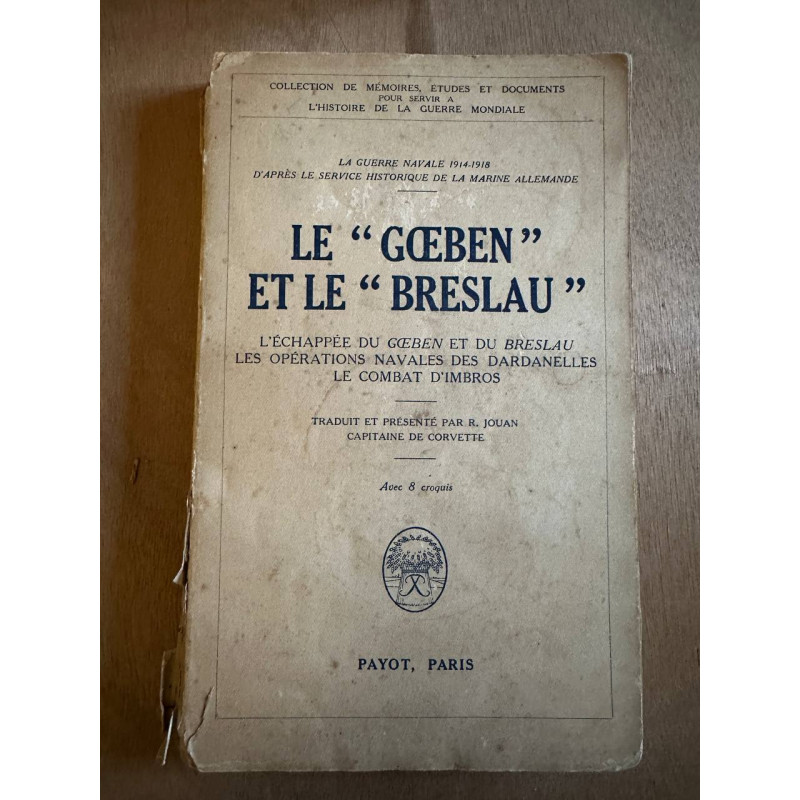 COLLECTION DE MÉMOIRES, ÉTUDES ET DOCUMENTS
POUR SERVIR A
L'HISTOIRE DE LA GUERRE MONDIALE
LA GUERRE NAVALE 1914-1918
D'APRÈS LE SERVICE HISTORIQUE DE LA MARINE ALLEMANDE
LE “ GŒBEN ”
ET LE “ BRESLAU ”
L'ÉCHAPPÉE DU GŒBEN ET DU BRESLAU
LES OPÉRATIONS NAVALES DES DARDANELLES
LE COMBAT D'IMBROS
TRADUIT ET PRÉSENTÉ PAR R. JOUAN
CAPITAINE DE CORVETTE
Avec 8 croquis
PAYOT, PARIS